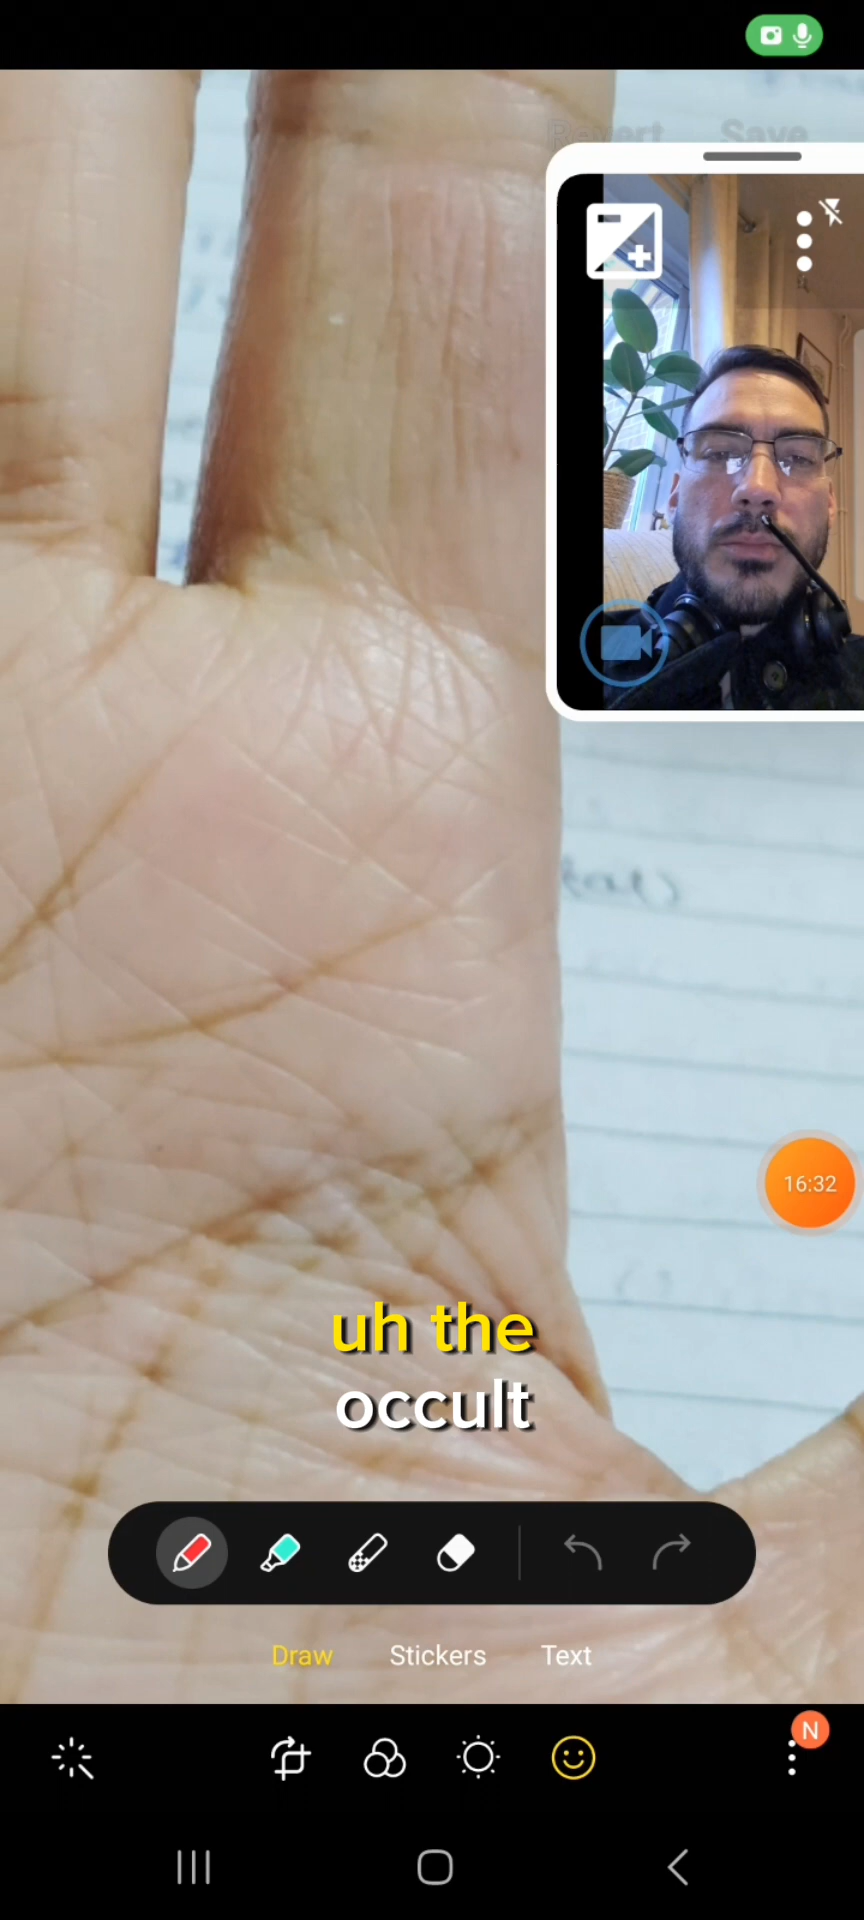 Revert Save
16:32
uh the
occult
Draw Stickers Text
N